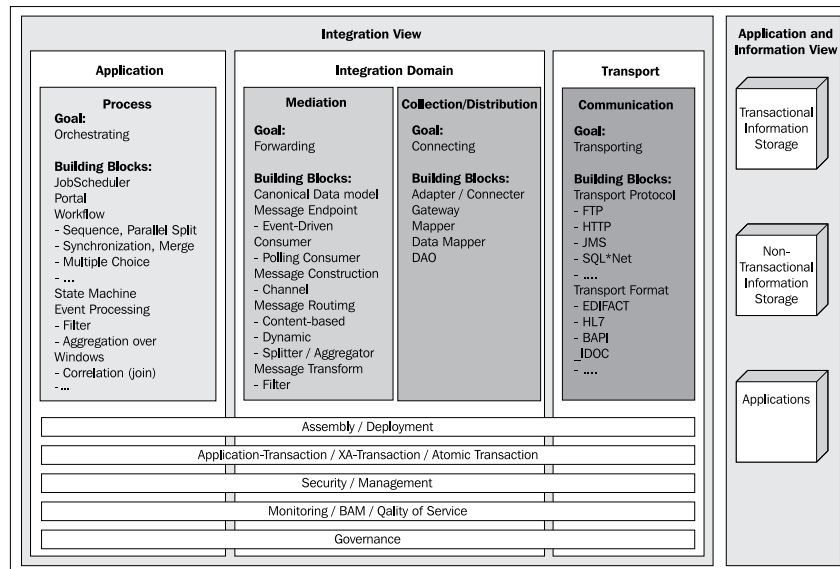 Integration View
Application
Process
Goal:
Orchestrating
Building Blocks:
JobScheduler
Portal
Workflow
- Sequence, Parallel Split
- Synchronization, Merge
- Multiple Choice
- ...
State Machine
Event Processing
- Filter
- Aggregation over
Windows
- Correlation (join)
- ...
Integration Domain
Mediation
Goal:
Forwarding
Building Blocks:
Canonical Data model
Message Endpoint
- Event-Driven
Consumer
- Polling Consumer
Message Construction
- Channel
Message Routimg
- Content-based
- Dynamic
- Splitter / Aggregator
Message Transform
- Filter
Collection/Distribution
Goal:
Connecting
Building Blocks:
Adapter / Connecter
Gateway
Mapper
Data Mapper
DAO
Transport
Communication
Goal:
Transporting
Building Blocks:
Transport Protocol
- FTP
- HTTP
- JMS
- SQL*Net
- ....
Transport Format
- EDIFACT
- HL7
- BAPI
_IDOC
- ....
Assembly / Deployment
Application-Transaction / XA-Transaction / Atomic Transaction
Security / Management
Monitoring / BAM / Qality of Service
Governance
Application and
Information View
Transactional
Information
Storage
Non-
Transactional
Information
Storage
Applications